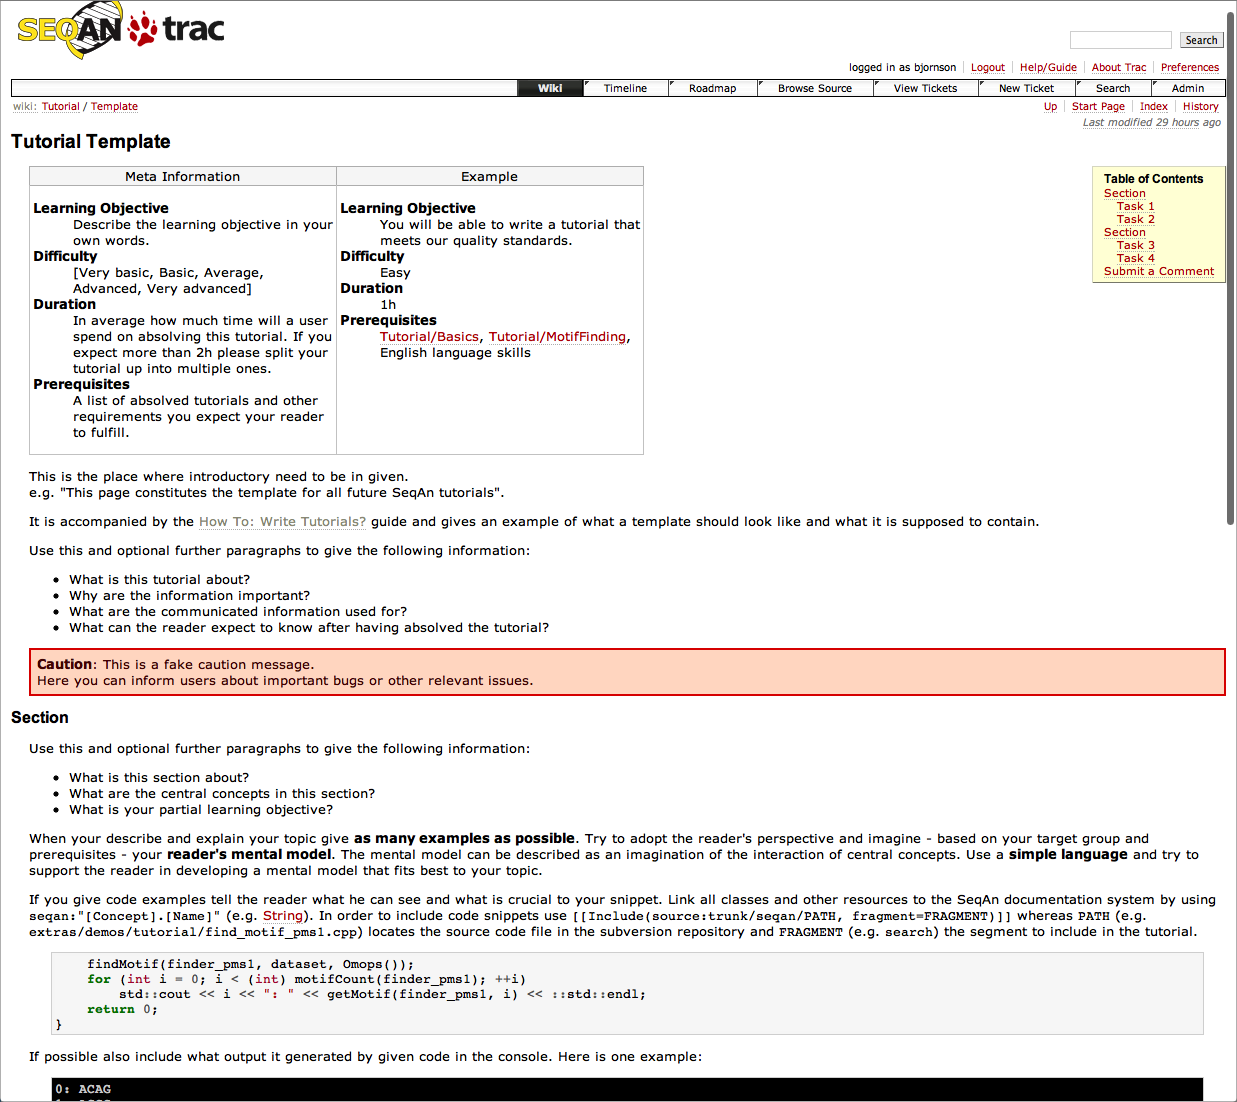 SEQAN trac
Search
logged in as bjornson Logout Help/Guide About Trac Preferences
Wiki Timeline Roadmap Browse Source View Tickets New Ticket Search Admin
wiki: Tutorial / Template
Up Start Page Index History
Last modified 29 hours ago
Tutorial Template
Meta Information
Learning Objective
Describe the learning objective in your
own words.
Difficulty
[Very basic, Basic, Average,
Advanced, Very advanced]
Duration
In average how much time will a user
spend on absolving this tutorial. If you
expect more than 2h please split your
tutorial up into multiple ones.
Prerequisites
A list of absolved tutorials and other
requirements you expect your reader
to fulfill.
Example
Learning Objective
You will be able to write a tutorial that
meets our quality standards.
Difficulty
Easy
Duration
1h
Prerequisites
Tutorial/Basics, Tutorial/MotifFinding,
English language skills
Table of Contents
Section
Task 1
Task 2
Section
Task 3
Task 4
Submit a Comment
This is the place where introductory need to be in given.
e.g. "This page constitutes the template for all future SeqAn tutorials".
It is accompanied by the How To: Write Tutorials? guide and gives an example of what a template should look like and what it is supposed to contain.
Use this and optional further paragraphs to give the following information:
• What is this tutorial about?
• Why are the information important?
• What are the communicated information used for?
• What can the reader expect to know after having absolved the tutorial?
Caution: This is a fake caution message.
Here you can inform users about important bugs or other relevant issues.
Section
Use this and optional further paragraphs to give the following information:
• What is this section about?
• What are the central concepts in this section?
• What is your partial learning objective?
When your describe and explain your topic give as many examples as possible. Try to adopt the reader's perspective and imagine - based on your target group and
prerequisites - your reader's mental model. The mental model can be described as an imagination of the interaction of central concepts. Use a simple language and try to
support the reader in developing a mental model that fits best to your topic.
If you give code examples tell the reader what he can see and what is crucial to your snippet. Link all classes and other resources to the SeqAn documentation system by using
seqan:"[Concept].[Name]" (e.g. String). In order to include code snippets use [[Include(source:trunk/seqan/PATH, fragment=FRAGMENT)]] whereas PATH (e.g.
extras/demos/tutorial/find_motif_pms1.cpp) locates the source code file in the subversion repository and FRAGMENT (e.g. search) the segment to include in the tutorial.
findMotif(finder_pms1, dataset, Omops());
for (int i = 0; i < (int) motifCount(finder_pms1); ++i)
std::cout << i << ": " << getMotif(finder_pms1, i) << ::std::endl;
return 0;
}
If possible also include what output it generated by given code in the console. Here is one example:
0: ACAG